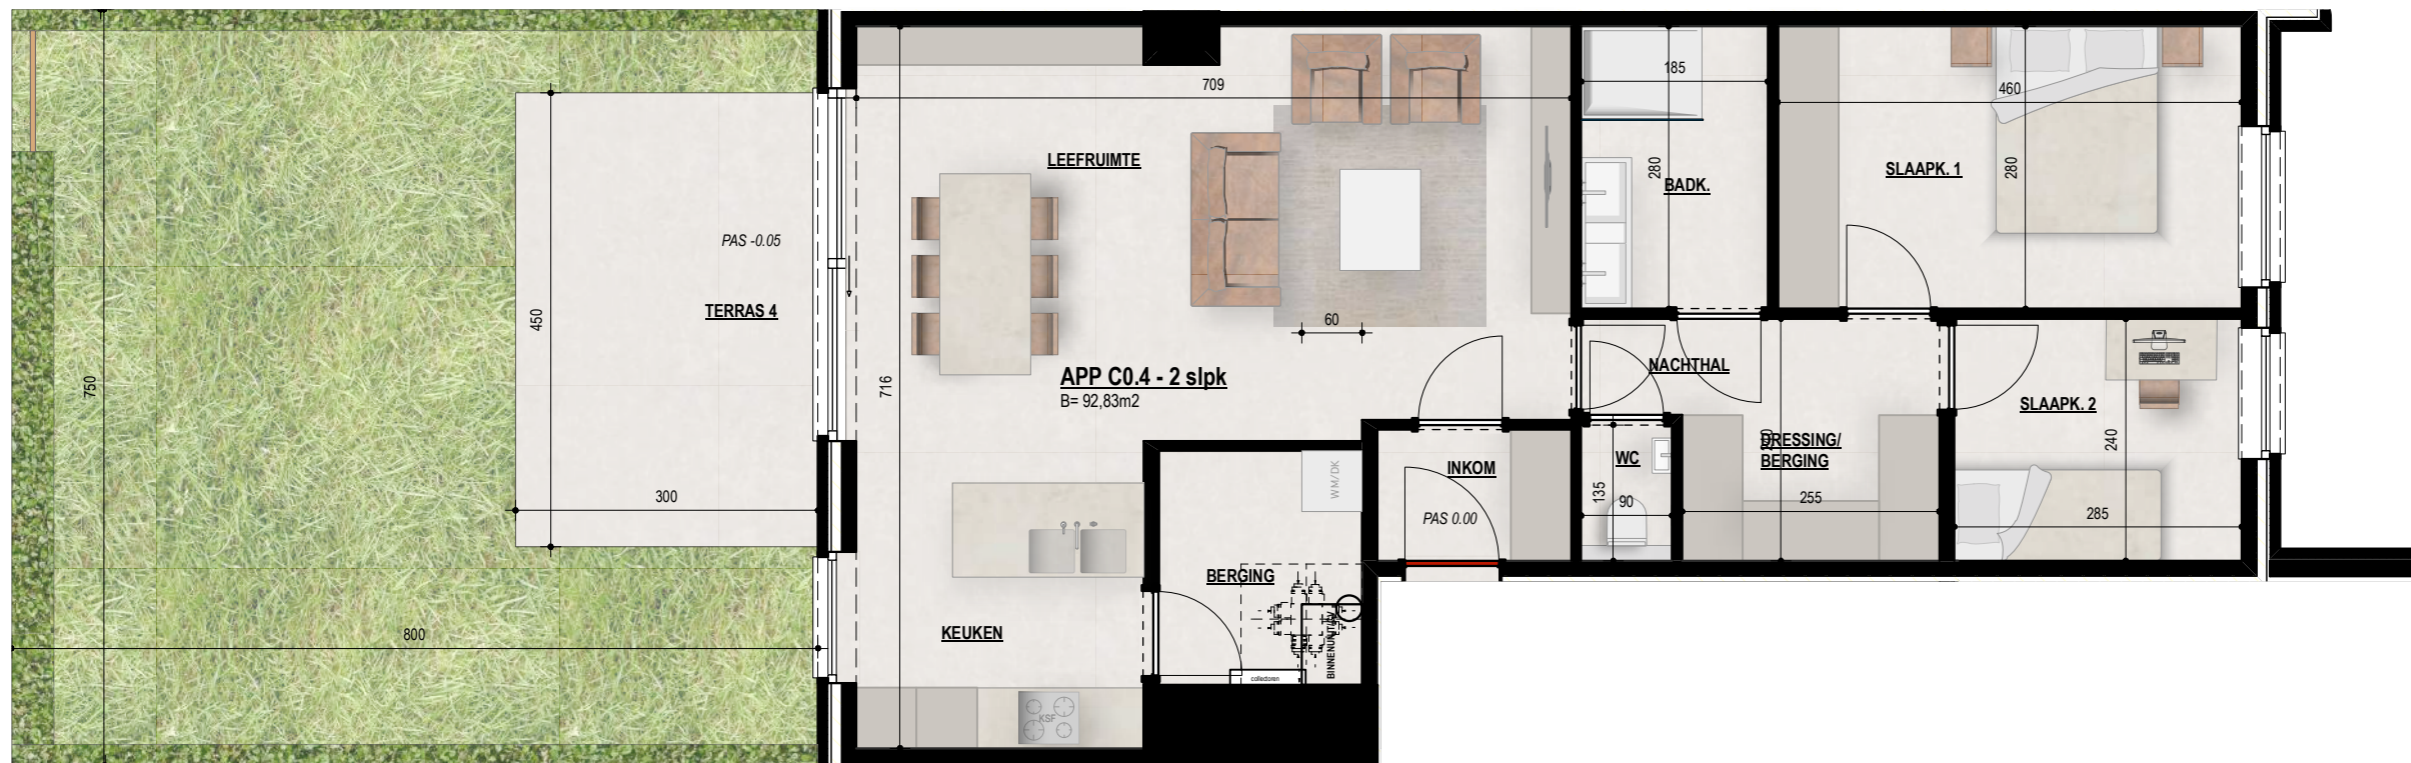 709
185
460
LEEFRUIMTE
280
BADK.
SLAAPK. 1
280
PAS -0.05
TERRAS 4
450
60
750
716
APP C0.4 - 2 slpk
B= 92,83m2
NACHTHAL
SLAAPK. 2
DRESSING/
BERGING
240
INKOM
WC
WM/DK
300
135
90
255
285
PAS 0.00
BERGING
KEUKEN
800
collectoren
KSF